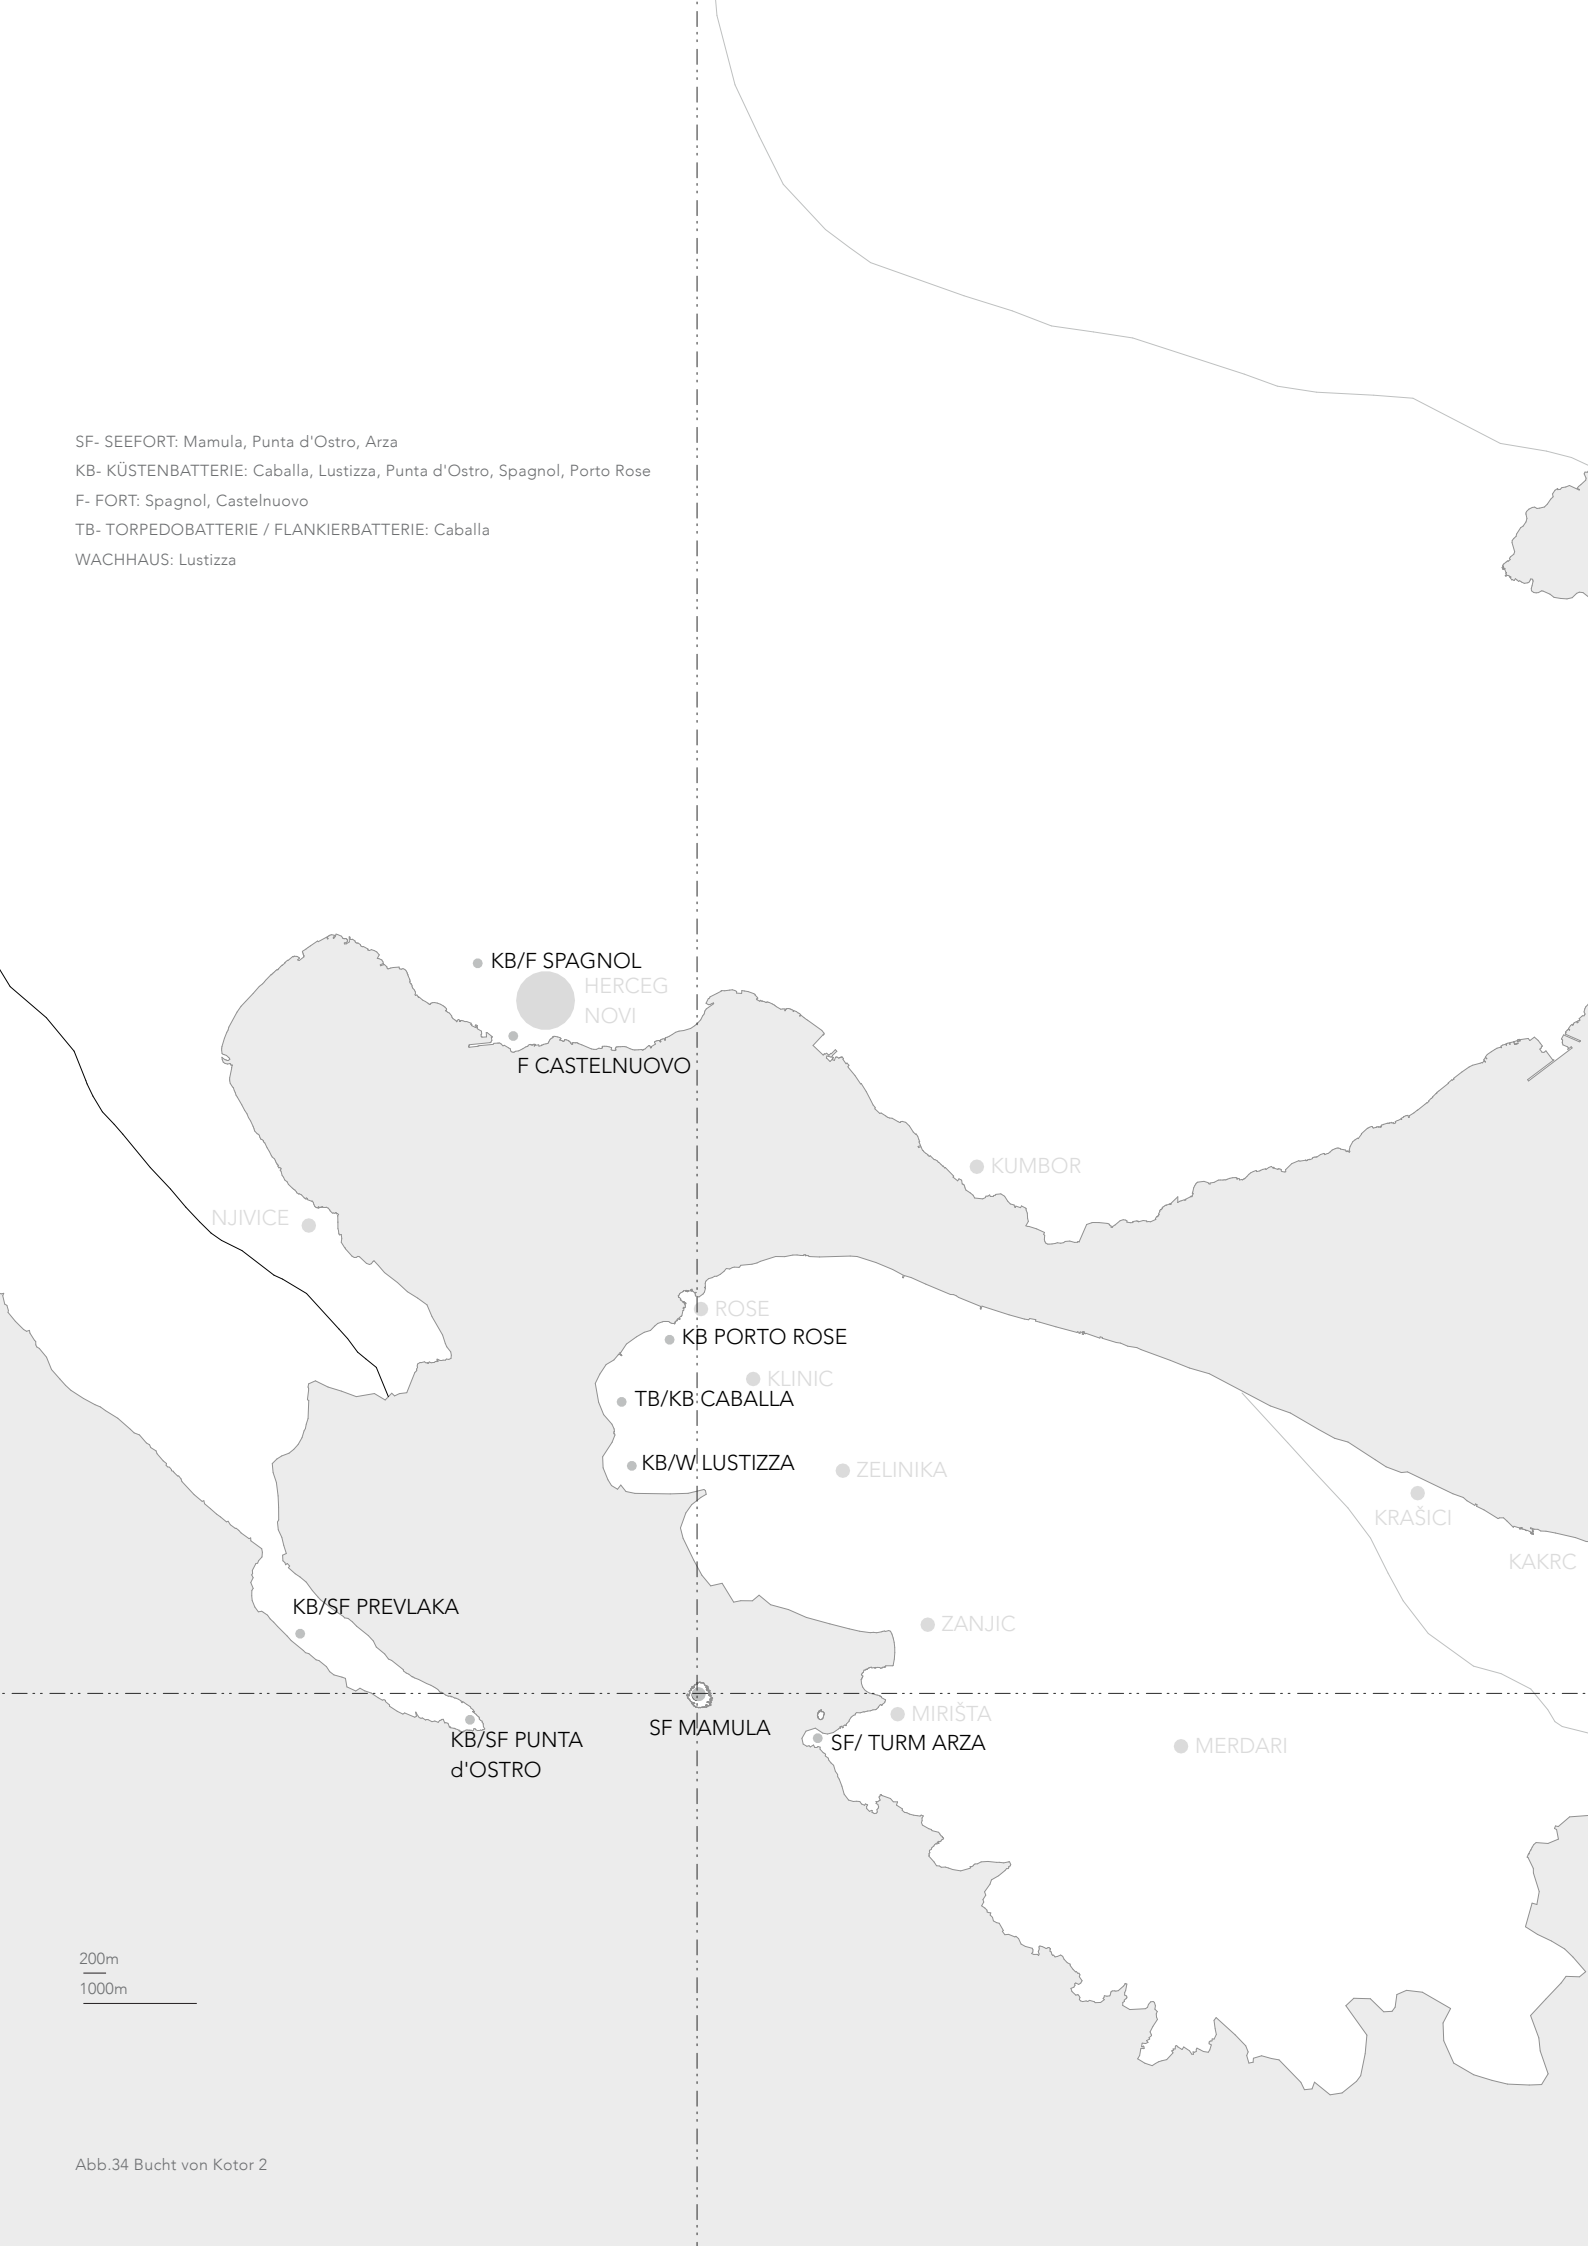 SF- SEEFORT: Mamula, Punta d'Ostro, Arza
KB- KÜSTENBATTERIE: Caballa, Lustizza, Punta d'Ostro, Spagnol, Porto Rose
F- FORT: Spagnol, Castelnuovo
TB- TORPEDOBATTERIE / FLANKIERBATTERIE: Caballa
WACHHAUS: Lustizza
KB/F SPAGNOL
HERCEG
NOVI
F CASTELNUOVO
KUMBOR
NJIVICE
ROSE
KB PORTO ROSE
KLINIC
TB/KB CABALLA
KB/W LUSTIZZA
ZELINIKA
KRAŠICI
KAKRC
KB/SF PREVLAKA
ZANJIC
MIRIŠTA
SF MAMULA
KB/SF PUNTA
d'OSTRO
SF/ TURM ARZA
MERDARI
200m
1000m
Abb.34 Bucht von Kotor 2